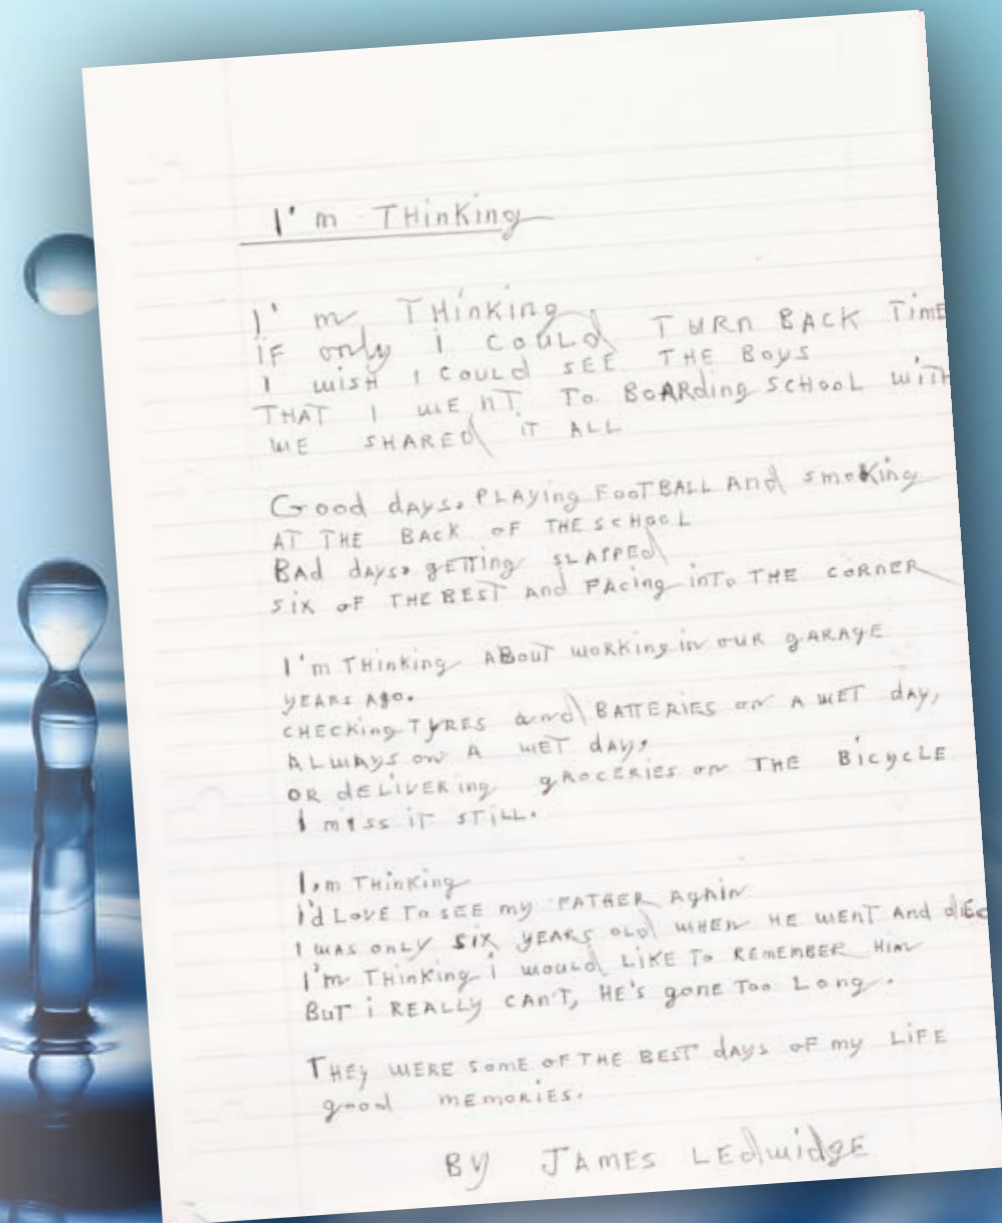 I'm THinKing
I'm THinKing
iF only i COULd TURn BACK TimE
I wisH I COULd SEE THE BoyS
THAT I WEnT To BOARding SCHOOL wiTH
WE SHAREd iT ALL
Good dAyS. PLAying FooTBALL And smoKing
AT THE BACK oF THE SCHOOL
BAd dAyS. gETTing SLAPPEd
Six oF THE BEST And FAcing inTo THE CORnER
I'm THinKing ABouT woRKing in ouR gARAGE
yEARS Ago.
CHECKing TyRES and BATTERiES on A WET dAy,
ALwAyS on A WET dAy.
OR dELiVERing gROCERiES on THE BicycLE
I miss iT STiLL.
I,m THinKing
I'd LOVE To SEE my FATHER AgAin
I wAS onLy Six yEARS oLd wHEn HE wEnT And diEd
I'm THinKing i wouLd LiKE To REmEmBER Him
BuT i REALLy CAn'T, HE'S gonE Too Long.
THEy WERE SomE oF THE BEST dAyS oF my LiFE
good mEmoRiES.
By JAmES LEdwidgE